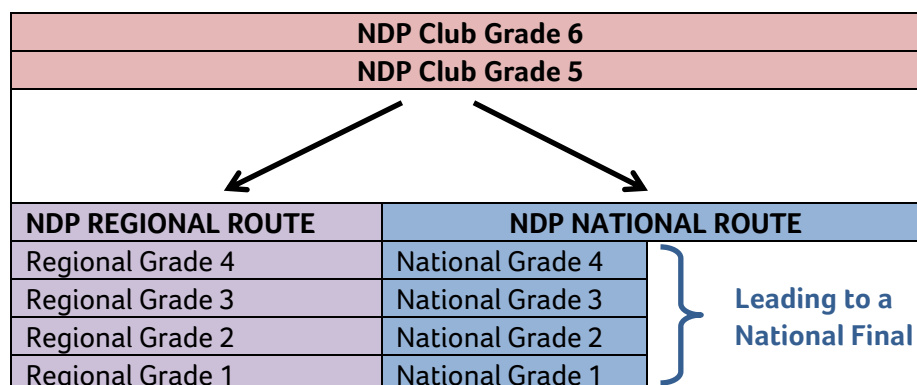 NDP Club Grade 6
NDP Club Grade 5
NDP REGIONAL ROUTE
NDP NATIONAL ROUTE
Regional Grade 4
National Grade 4
Regional Grade 3
National Grade 3
Regional Grade 2
National Grade 2
Regional Grade 1
National Grade 1
Leading to a
National Final